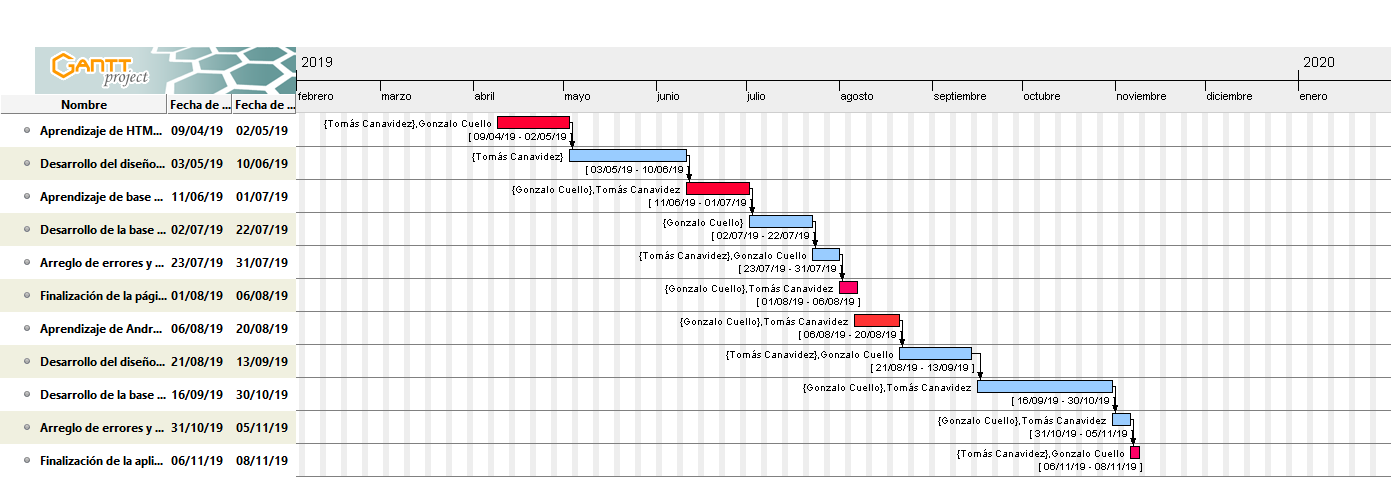 2019
2020
GANTT
project
febrero marzo abril mayo junio julio agosto septiembre octubre noviembre diciembre enero
Nombre Fecha de ... Fecha de ...
Aprendizaje de HTM... 09/04/19 02/05/19
{Tomás Canavidez},Gonzalo Cuello
[ 09/04/19 - 02/05/19 ]
Desarrollo del diseño... 03/05/19 10/06/19
{Tomás Canavidez}
[ 03/05/19 - 10/06/19 ]
Aprendizaje de base ... 11/06/19 01/07/19
{Gonzalo Cuello},Tomás Canavidez
[ 11/06/19 - 01/07/19 ]
Desarrollo de la base ... 02/07/19 22/07/19
{Gonzalo Cuello}
[ 02/07/19 - 22/07/19 ]
Arreglo de errores y ... 23/07/19 31/07/19
{Tomás Canavidez},Gonzalo Cuello
[ 23/07/19 - 31/07/19 ]
Finalización de la pági... 01/08/19 06/08/19
{Gonzalo Cuello},Tomás Canavidez
[ 01/08/19 - 06/08/19 ]
Aprendizaje de Andr... 06/08/19 20/08/19
{Gonzalo Cuello},Tomás Canavidez
[ 06/08/19 - 20/08/19 ]
Desarrollo del diseño... 21/08/19 13/09/19
{Tomás Canavidez},Gonzalo Cuello
[ 21/08/19 - 13/09/19 ]
Desarrollo de la base ... 16/09/19 30/10/19
{Gonzalo Cuello},Tomás Canavidez
[ 16/09/19 - 30/10/19 ]
Arreglo de errores y ... 31/10/19 05/11/19
{Gonzalo Cuello},Tomás Canavidez
[ 31/10/19 - 05/11/19 ]
Finalización de la apli... 06/11/19 08/11/19
{Tomás Canavidez},Gonzalo Cuello
[ 06/11/19 - 08/11/19 ]